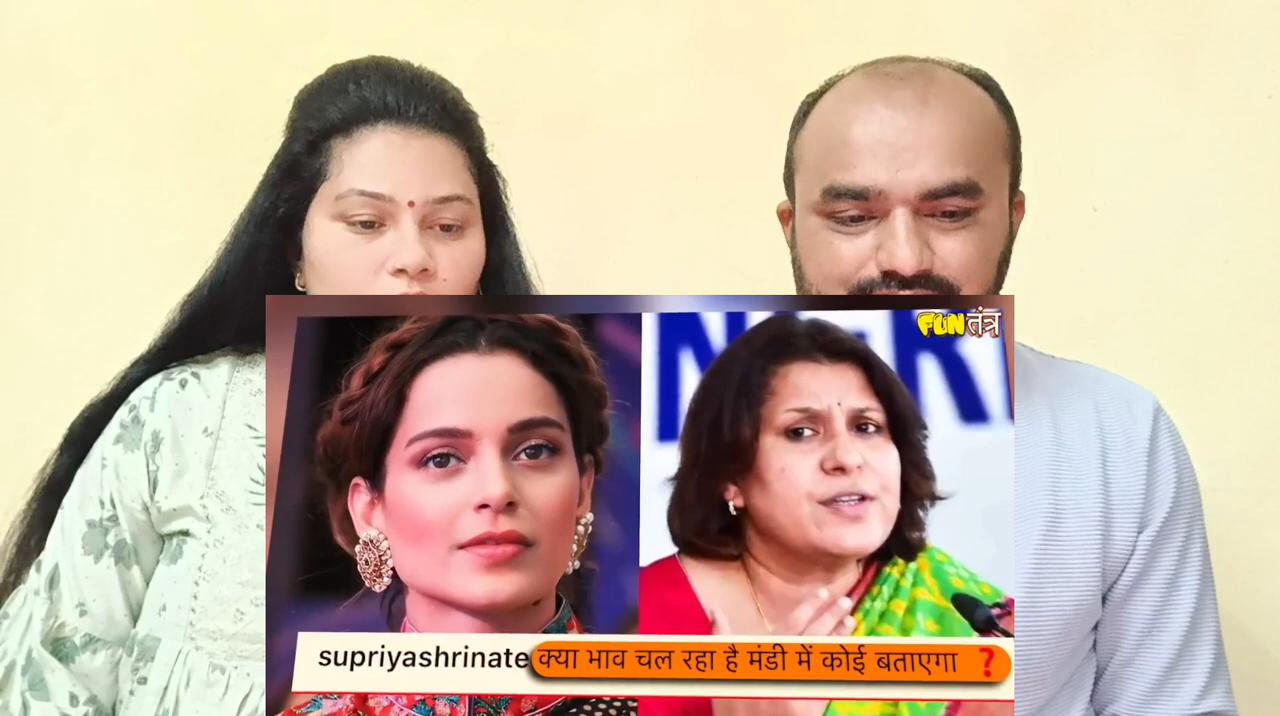 FUNतंत्र
supriyashrinate क्या भाव चल रहा है मंडी में कोई बताएगा ❓